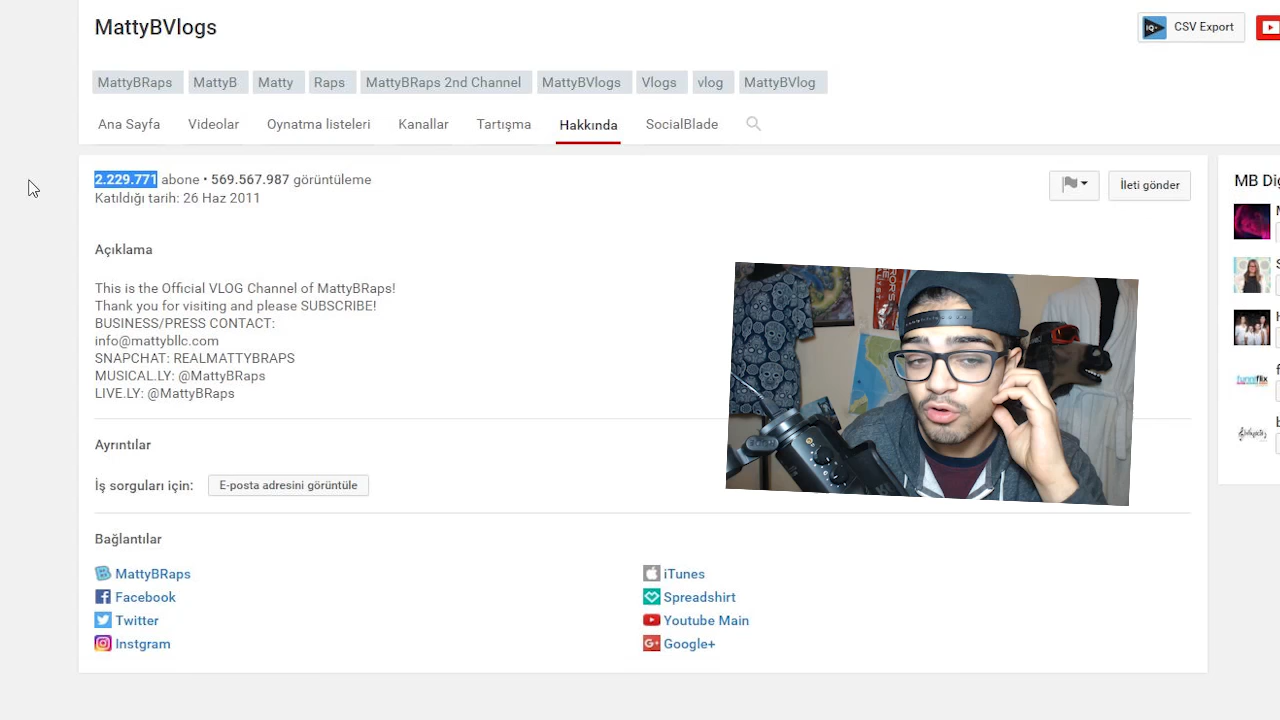 MattyBVlogs
CSV Export
MattyBRaps MattyB Matty Raps MattyBRaps 2nd Channel MattyBVlogs Vlogs vlog MattyBVlog
Ana Sayfa Videolar Oynatma listeleri Kanallar Tartışma Hakkında SocialBlade
2.229.771 abone • 569.567.987 görüntüleme
Katıldığı tarih: 26 Haz 2011
İleti gönder
Açıklama
This is the Official VLOG Channel of MattyBRaps!
Thank you for visiting and please SUBSCRIBE!
BUSINESS/PRESS CONTACT:
info@mattybllc.com
SNAPCHAT: REALMATTYBRAPS
MUSICAL.LY: @MattyBRaps
LIVE.LY: @MattyBRaps
Ayrıntılar
İş sorguları için: E-posta adresini görüntüle
Bağlantılar
MattyBRaps
Facebook
Twitter
Instgram
iTunes
Spreadshirt
Youtube Main
Google+
MB Dig